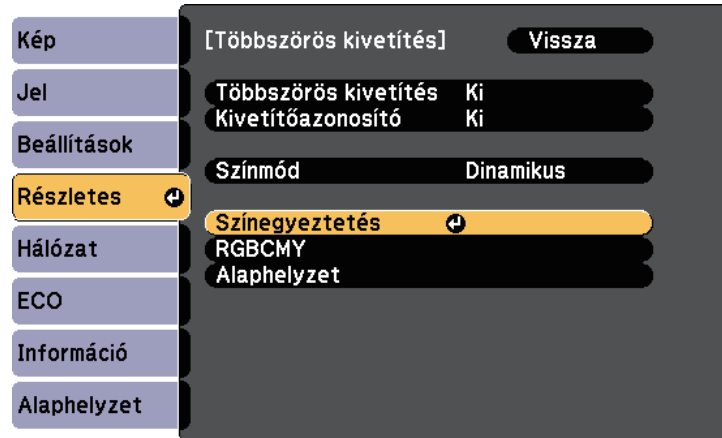 Kép
Jel
Beállítások
Részletes
Hálózat
ECO
Információ
Alaphelyzet
[Többszörös kivetítés] Vissza
Többszörös kivetítés Ki
Kivetítőazonosító Ki
Színmód Dinamikus
Színegyeztetés
RGBCMY
Alaphelyzet